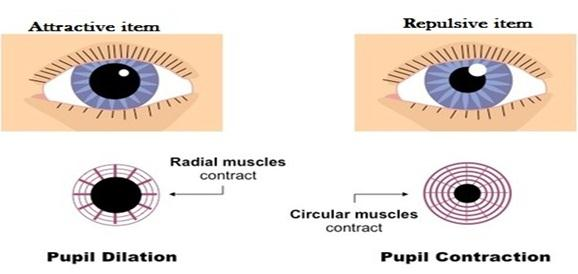 Attractive item
Repulsive item
Radial muscles
contract
Circular muscles
contract
Pupil Dilation
Pupil Contraction